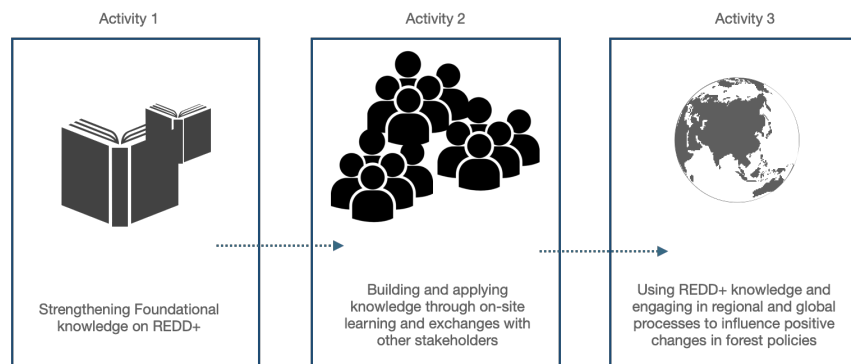 Activity 1
Activity 2
Activity 3
Strengthening Foundational
knowledge on REDD+
Building and applying
knowledge through on-site
learning and exchanges with
other stakeholders
Using REDD+ knowledge and
engaging in regional and global
processes to influence positive
changes in forest policies